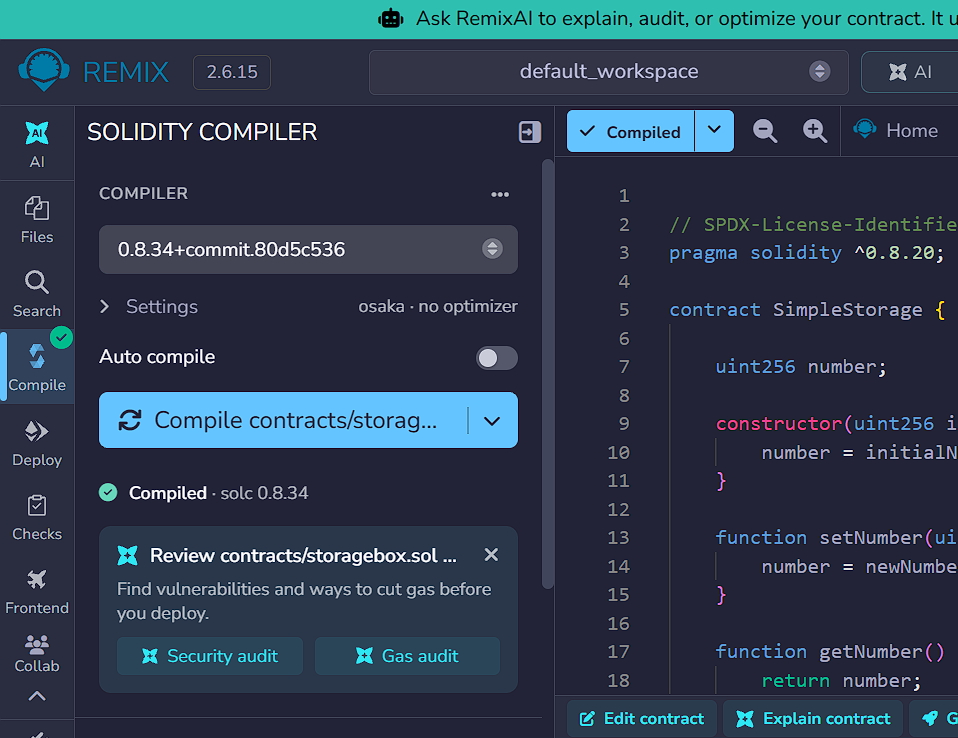 Ask RemixAI to explain, audit, or optimize your contract. It u
REMIX
2.6.15
default_workspace
AI
AI
Files
Search
Compile
Deploy
Checks
Frontend
Collab
SOLIDITY COMPILER
COMPILER
0.8.34+commit.80d5c536
Settings
osaka · no optimizer
Auto compile
Compile contracts/storag...
Compiled · solc 0.8.34
Review contracts/storagebox.sol ...
Find vulnerabilities and ways to cut gas before
you deploy.
Security audit
Gas audit
Compiled
Home
1
2 // SPDX-License-Identifie
3 pragma solidity ^0.8.20;
4
5 contract SimpleStorage {
6
7 uint256 number;
8
9 constructor(uint256 i
10 number = initialN
11 }
12
13 function setNumber(ui
14 number = newNumbe
15 }
16
17 function getNumber()
18 return number;
Edit contract
Explain contract
G